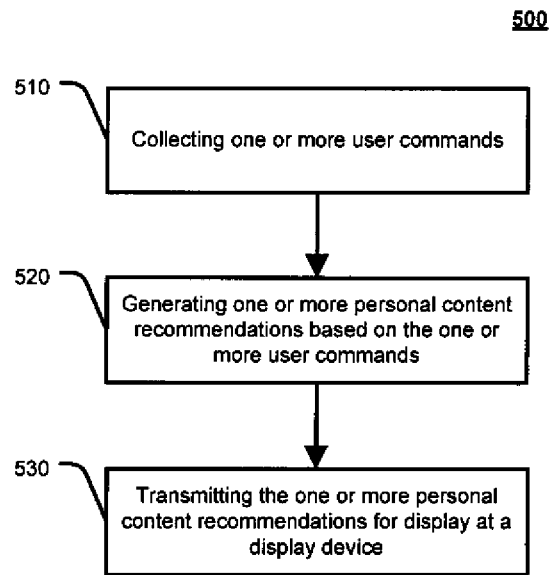 500
510
Collecting one or more user commands
520
Generating one or more personal content
recommendations based on the one or
more user commands
530
Transmitting the one or more personal
content recommendations for display at a
display device